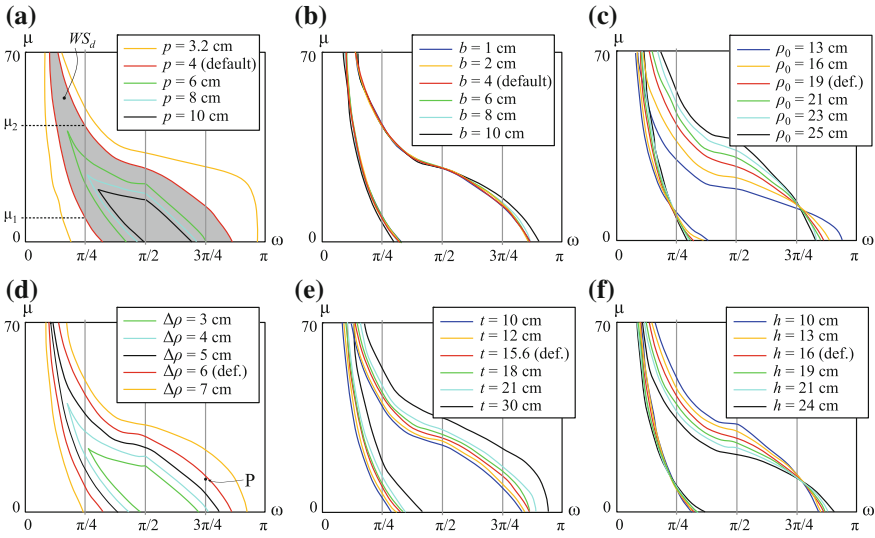 (a)
μ
WS_d
70
p = 3.2 cm
p = 4 (default)
p = 6 cm
p = 8 cm
p = 10 cm
μ₂
μ₁
0
0 π/4 π/2 3π/4 π ω
(b)
μ
70
b = 1 cm
b = 2 cm
b = 4 (default)
b = 6 cm
b = 8 cm
b = 10 cm
0
0 π/4 π/2 3π/4 π ω
(c)
μ
70
ρ₀ = 13 cm
ρ₀ = 16 cm
ρ₀ = 19 (def.)
ρ₀ = 21 cm
ρ₀ = 23 cm
ρ₀ = 25 cm
0
0 π/4 π/2 3π/4 π ω
(d)
μ
70
Δρ = 3 cm
Δρ = 4 cm
Δρ = 5 cm
Δρ = 6 (def.)
Δρ = 7 cm
P
0
0 π/4 π/2 3π/4 π ω
(e)
μ
70
t = 10 cm
t = 12 cm
t = 15.6 (def.)
t = 18 cm
t = 21 cm
t = 30 cm
0
0 π/4 π/2 3π/4 π ω
(f)
μ
70
h = 10 cm
h = 13 cm
h = 16 (def.)
h = 19 cm
h = 21 cm
h = 24 cm
0
0 π/4 π/2 3π/4 π ω